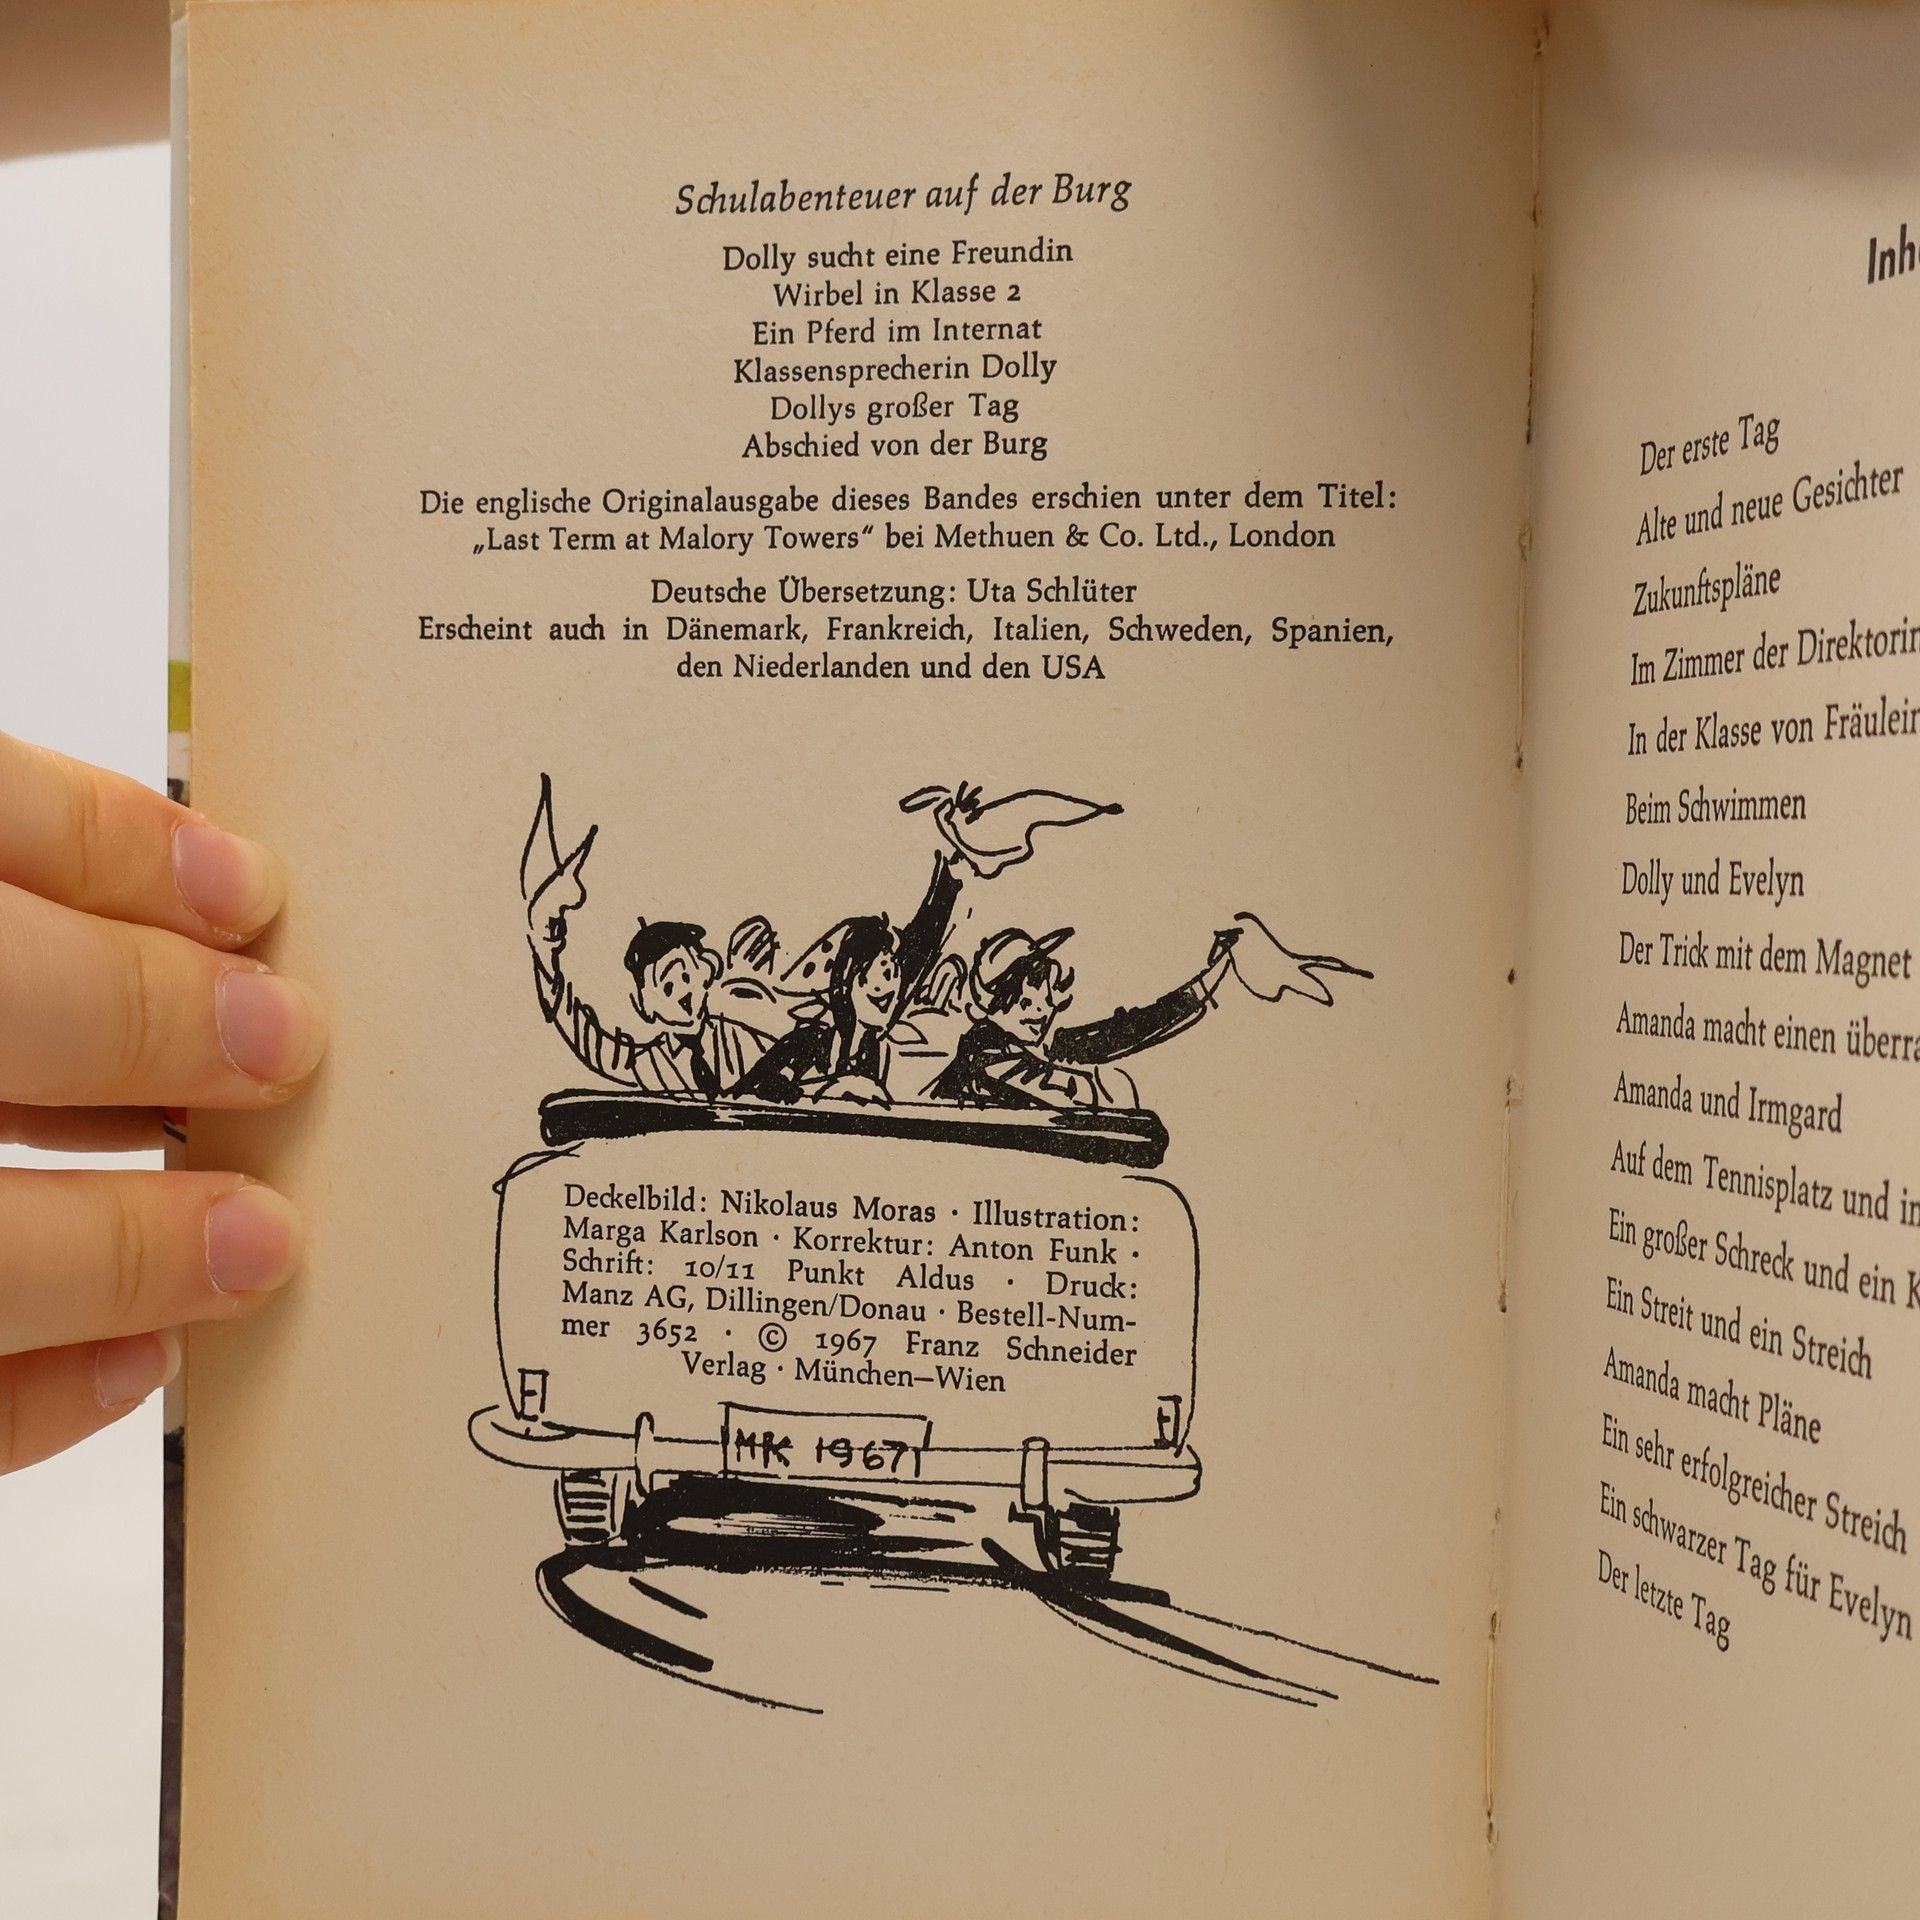 Schulabenteuer auf der Burg
Dolly sucht eine Freundin
Wirbel in Klasse 2
Ein Pferd im Internat
Klassensprecherin Dolly
Dollys großer Tag
Abschied von der Burg
Die englische Originalausgabe dieses Bandes erschien unter dem Titel:
„Last Term at Malory Towers“ bei Methuen & Co. Ltd., London
Deutsche Übersetzung: Uta Schlüter
Erscheint auch in Dänemark, Frankreich, Italien, Schweden, Spanien,
den Niederlanden und den USA
Deckelbild: Nikolaus Moras · Illustration:
Marga Karlson · Korrektur: Anton Funk ·
Schrift: 10/11 Punkt Aldus · Druck:
Manz AG, Dillingen/Donau · Bestell-Num-
mer 3652 · © 1967 Franz Schneider
Verlag · München–Wien
MK 1967
Der erste Tag
Alte und neue Gesichter
Zukunftspläne
Im Zimmer der Direktorin
In der Klasse von Fräulein
Beim Schwimmen
Dolly und Evelyn
Der Trick mit dem Magnet
Amanda macht einen
Amanda und Irmgard
Auf dem Tennisplatz und
Ein großer Schreck und ein
Ein Streit und ein Streich
Amanda macht Pläne
Ein sehr erfolgreicher Streich
Ein schwarzer Tag für Evelyn
Der letzte Tag